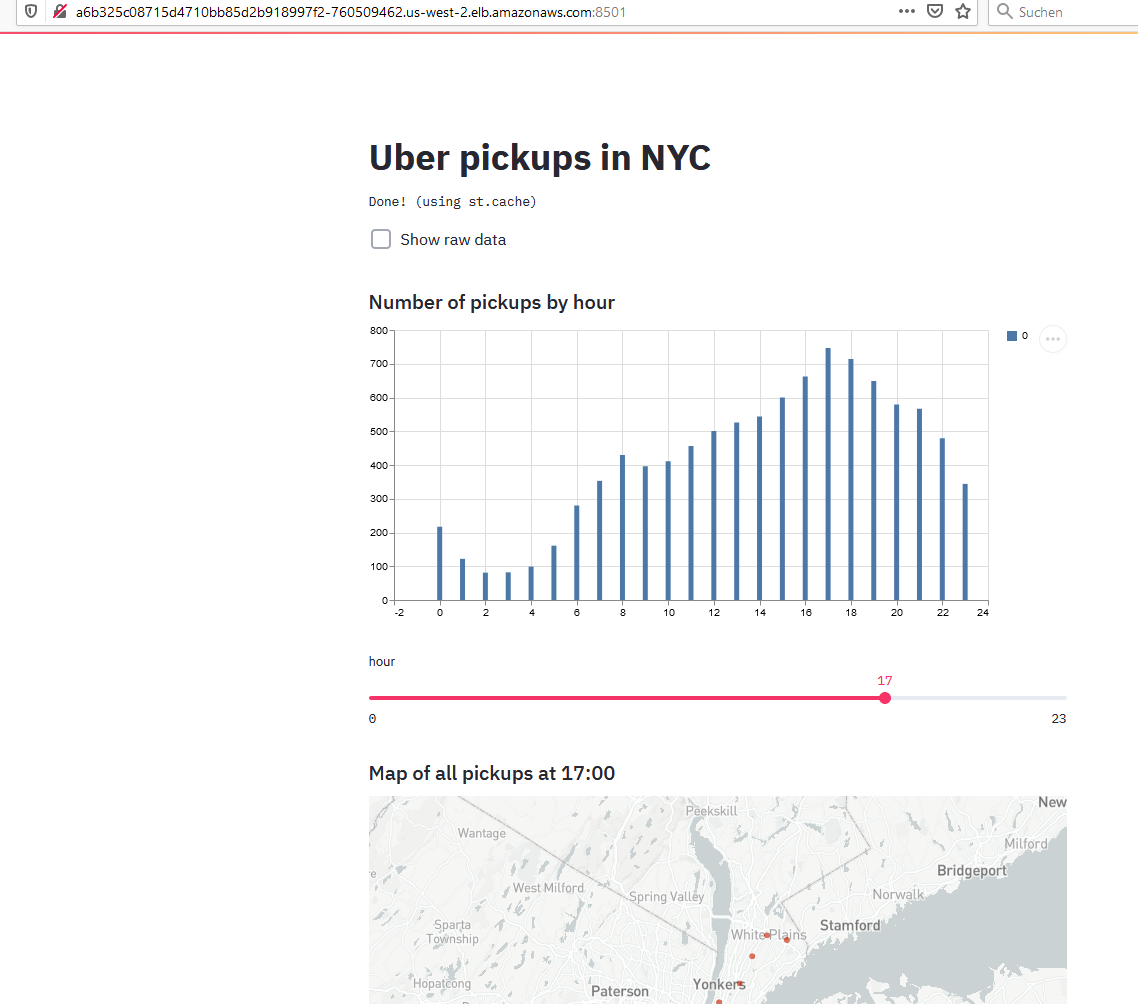 a6b325c08715d4710bb85d2b918997f2-760509462.us-west-2.elb.amazonaws.com:8501
Suchen
Uber pickups in NYC
Done! (using st.cache)
Show raw data
Number of pickups by hour
800
700
600
500
400
300
200
100
0
-2 0 2 4 6 8 10 12 14 16 18 20 22 24
0
hour
17
0 23
Map of all pickups at 17:00
New
Peekskill
Wantage
Milford
Bridgeport
West Milford
Spring Valley
Norwalk
Sparta
Township
White Plains
Stamford
Hopatcong
Yonkers
Paterson